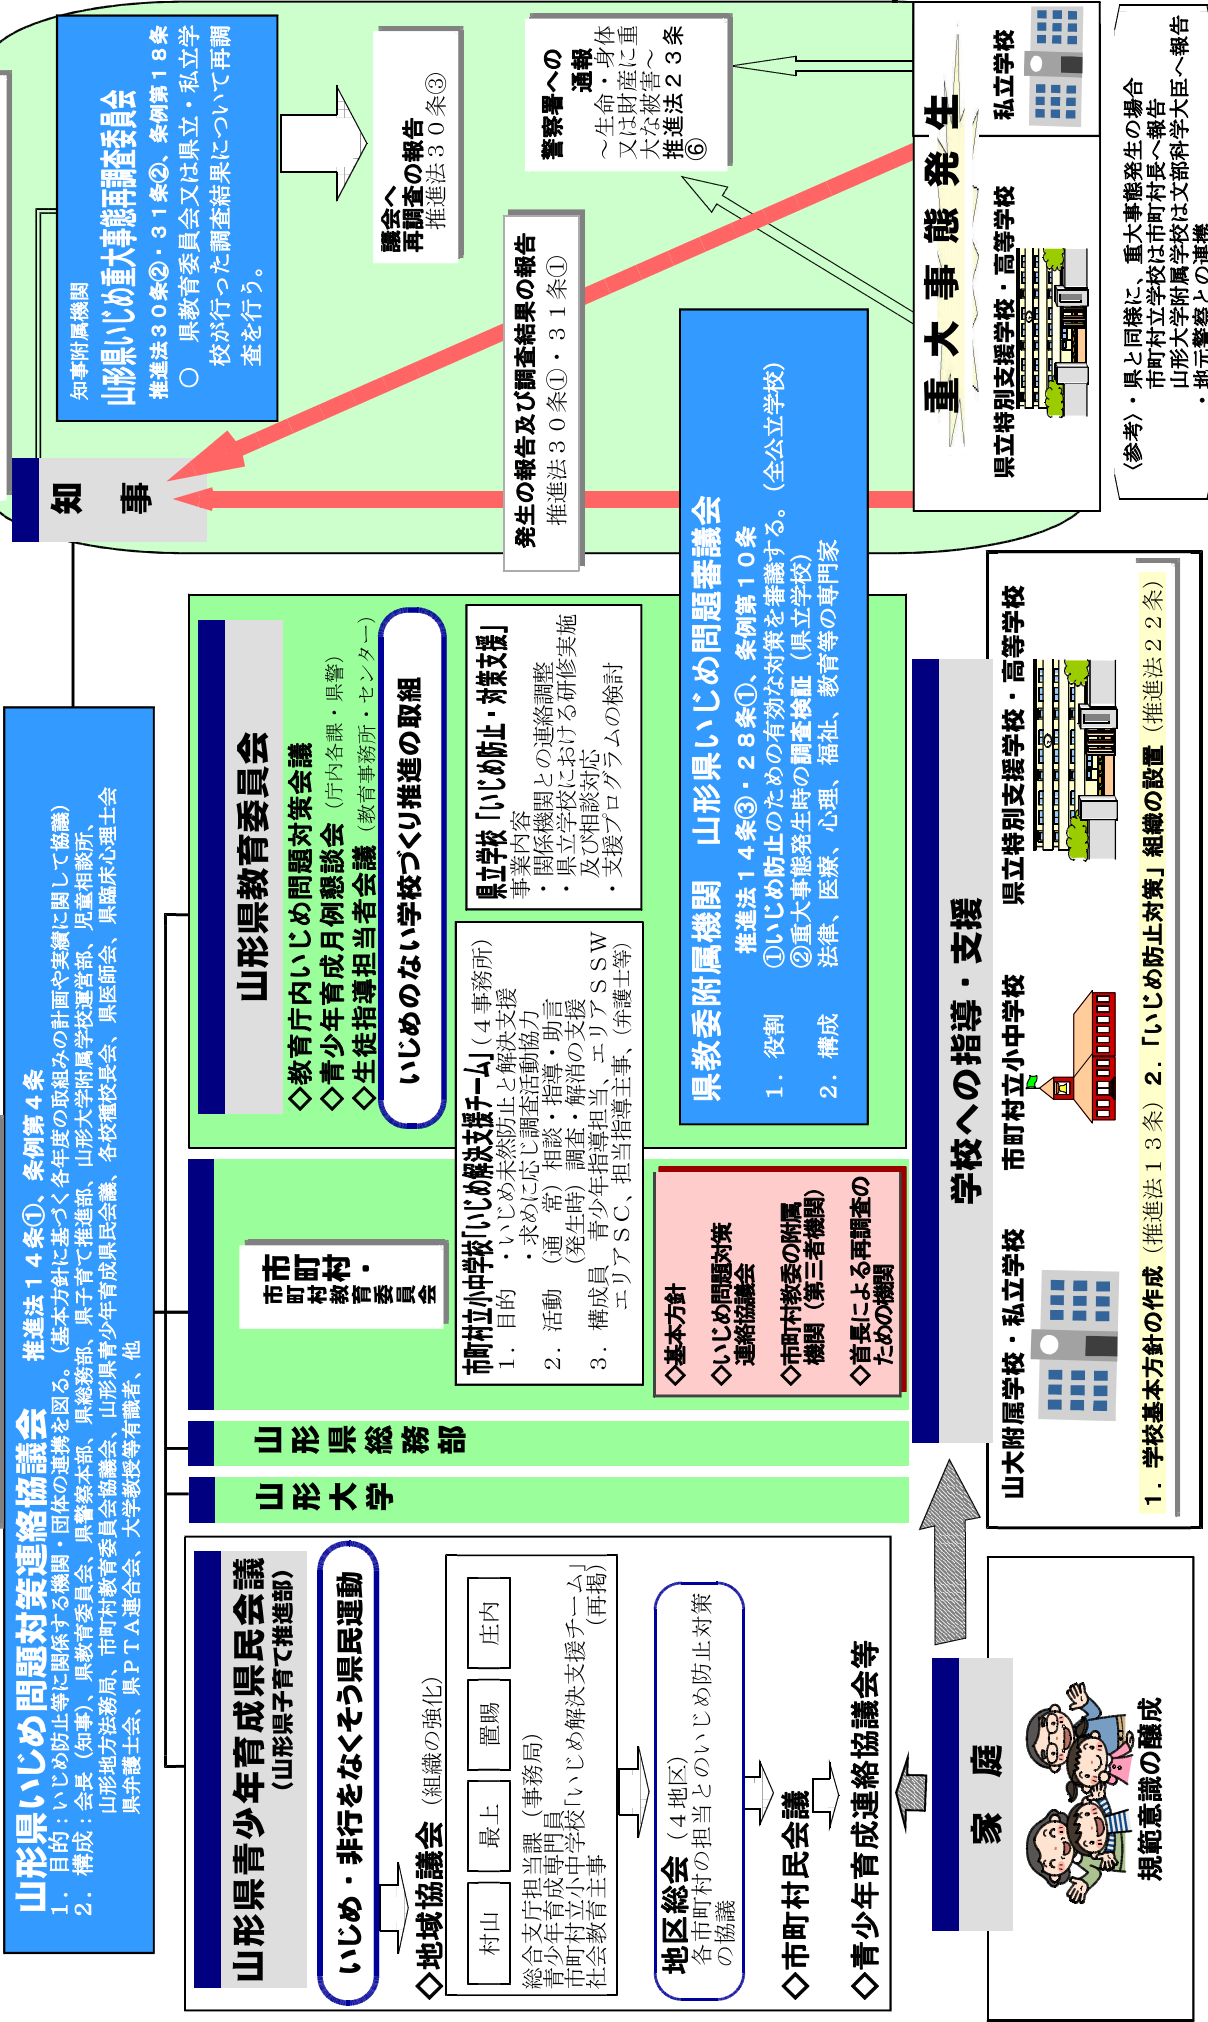 山形県いじめ問題対策連絡協議会　推進法１４条①、条例第４条
１．目的：いじめ防止等に関係する機関・団体の連携を図る。（基本方針に基づく各年度の取組みの計画や実績に関して協議）
２．構成：会長（知事）、県教育委員会、県警察本部、県総務部、県子育て推進部、山形大学附属学校運営部、児童相談所、
山形地方法務局、市町村教育委員会協議会、山形県青少年育成県民会議、各校種校長会、県医師会、県臨床心理士会
県弁護士会、県ＰＴＡ連合会、大学教授等有識者、他
知　事
知事附属機関
山形県いじめ重大事態再調査委員会
推進法３０条②・３１条②、条例第１８条
○　県教育委員会又は県立・私立学
校が行った調査結果について再調
査を行う。
議会へ
再調査の報告
推進法３０条③
警察署への
通報
～生命・身体
又は財産に重
大な被害～
推進法２３条
⑥
発生の報告及び調査結果の報告
推進法３０条①・３１条①
重大事態発生
県立特別支援学校・高等学校
私立学校
〈参考〉・県と同様に、重大事態発生の場合
市町村立学校は市町村長へ報告
山形大学附属学校は文部科学大臣へ報告
・地元警察との連携
山形県青少年育成県民会議
（山形県子育て推進部）
いじめ・非行をなくそう県民運動
◇地域協議会（組織の強化）
村山
最上
置賜
庄内
総合支庁担当課（事務局）
青少年育成専門員
市町村立小中学校「いじめ解決支援チーム」
社会教育主事　（再掲）
地区総会（４地区）
各市町村の担当とのいじめ防止対策
の協議
◇市町村民会議
◇青少年育成連絡協議会等
山形大学
山形県総務部
市町村・
市町村教育委員会
山形県教育委員会
◇教育庁内いじめ問題対策会議
◇青少年育成月例懇談会（庁内各課・県警）
◇生徒指導担当者会議（教育事務所・センター）
いじめのない学校づくり推進の取組
市町村立小中学校「いじめ解決支援チーム」（４事務所）
１．目的　・いじめ未然防止と解決支援
・求めに応じ調査活動協力
２．活動　（通　常）相談・指導・助言
（発生時）調査・解消の支援
３．構成員　青少年指導担当、エリアＳＳＷ
エリアＳＣ、担当指導主事、（弁護士等）
県立学校「いじめ防止・対策支援」
事業内容
・関係機関との連絡調整
・県立学校における研修実施
及び相談対応
・支援プログラムの検討
◇基本方針
◇いじめ問題対策
連絡協議会
◇市町村教委の附属
機関（第三者機関）
◇首長による再調査の
ための機関
県教委附属機関　山形県いじめ問題審議会
推進法１４条③・２８条①、条例第１０条
１．役割　①いじめ防止のための有効な対策を審議する。（全公立学校）
②重大事態発生時の調査検証（県立学校）
２．構成　法律、医療、心理、福祉、教育等の専門家
学校への指導・支援
山大附属学校・私立学校
市町村立小中学校
県立特別支援学校・高等学校
１．学校基本方針の作成（推進法１３条）２．「いじめ防止対策」組織の設置（推進法２２条）
家　庭
規範意識の醸成